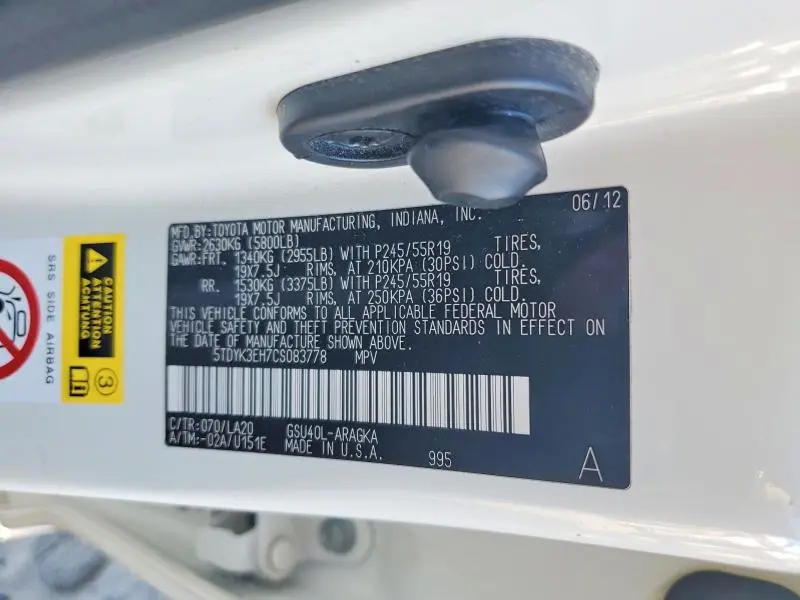 06/12
MFD.BY:TOYOTA MOTOR MANUFACTURING, INDIANA, INC.
GVWR:2630KG (5800LB)
GAWR:FRT. 1340KG (2955LB) WITH P245/55R19 TIRES,
19X7.5J RIMS, AT 210KPA (30PSI) COLD.
RR. 1530KG (3375LB) WITH P245/55R19 TIRES,
19X7.5J RIMS, AT 250KPA (36PSI) COLD.
THIS VEHICLE CONFORMS TO ALL APPLICABLE FEDERAL MOTOR
VEHICLE SAFETY AND THEFT PREVENTION STANDARDS IN EFFECT ON
THE DATE OF MANUFACTURE SHOWN ABOVE.
5TDYK3EH7CS083778 MPV
C/TR:070/LA20 GSU40L-ARAGKA
A/TM:-02A/U151E MADE IN U.S.A.
995
A
SRS SIDE AIRBAG
CAUTION
ATTENTION
ACHTUNG
3